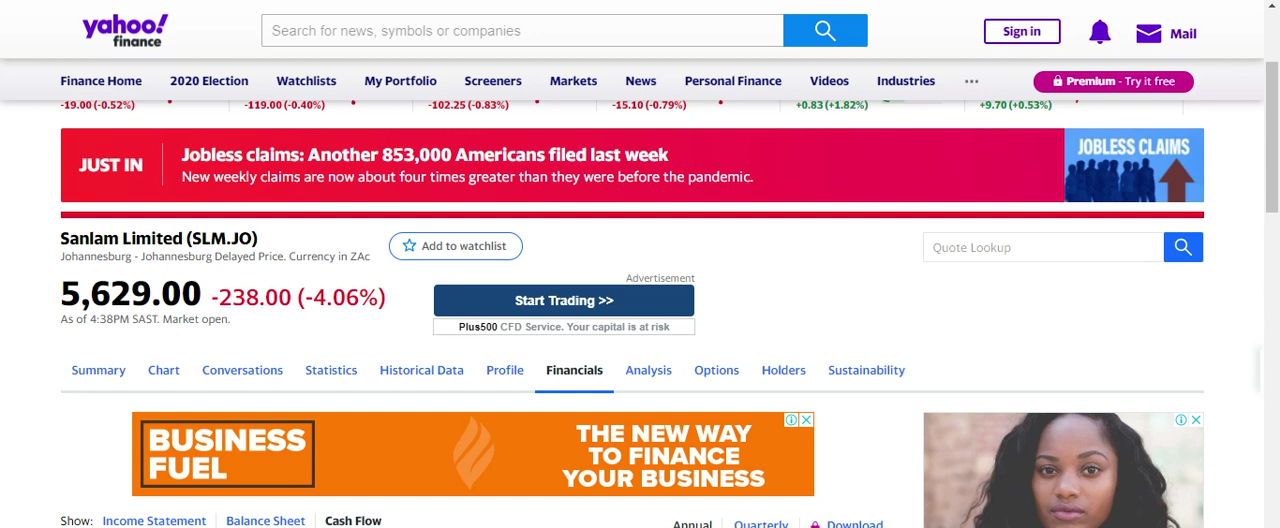 yahoo!
finance
Search for news, symbols or companies
Sign in
Mail
Finance Home
2020 Election
Watchlists
My Portfolio
Screeners
Markets
News
Personal Finance
Videos
Industries
Premium - Try it free
-19.00 (-0.52%)
-119.00 (-0.40%)
-102.25 (-0.83%)
-15.10 (-0.79%)
+0.83 (+1.82%)
+9.70 (+0.53%)
JUST IN
Jobless claims: Another 853,000 Americans filed last week
New weekly claims are now about four times greater than they were before the pandemic.
JOBLESS CLAIMS
Sanlam Limited (SLM.JO)
Johannesburg - Johannesburg Delayed Price. Currency in ZAc
Add to watchlist
Quote Lookup
5,629.00 -238.00 (-4.06%)
As of 4:38PM SAST. Market open.
Advertisement
Start Trading >>
Plus500 CFD Service. Your capital is at risk
Summary
Chart
Conversations
Statistics
Historical Data
Profile
Financials
Analysis
Options
Holders
Sustainability
BUSINESS
FUEL
THE NEW WAY
TO FINANCE
YOUR BUSINESS
Show:
Income Statement
Balance Sheet
Cash Flow
Annual
Quarterly
Download